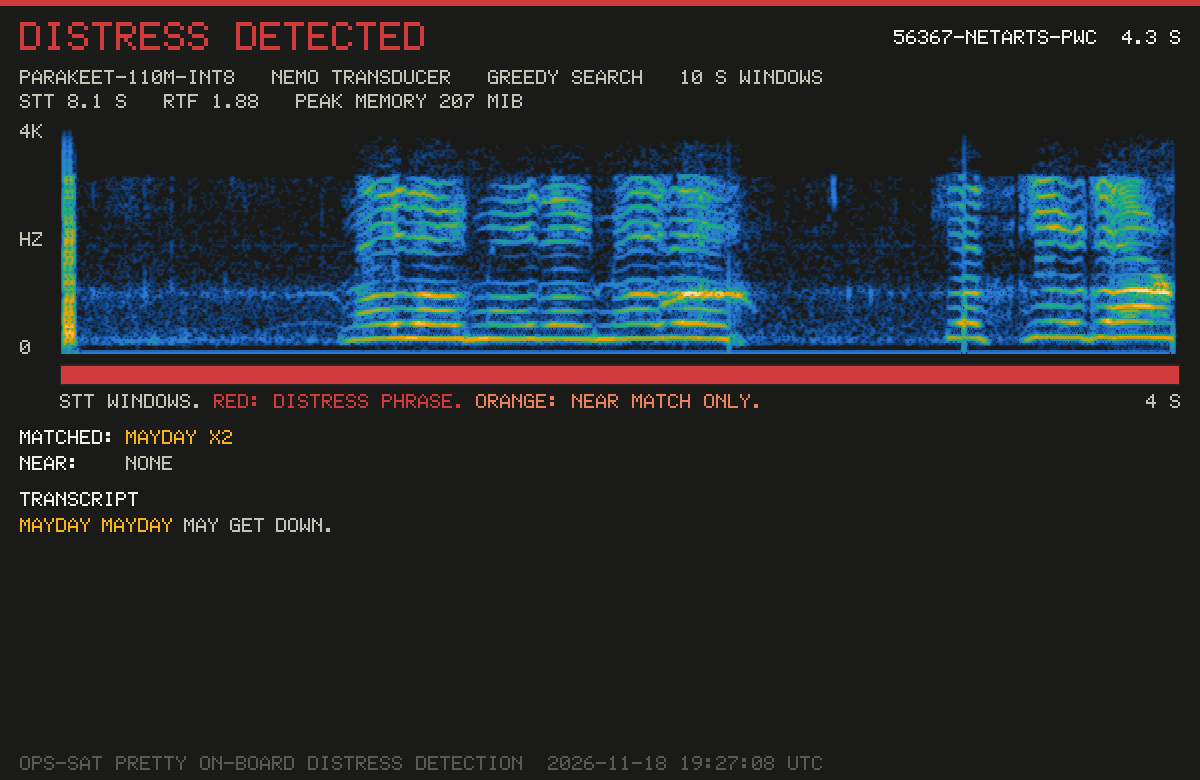 DISTRESS DETECTED
56367-NETARTS-PWC 4.3 S
PARAKEET-110M-INT8 NEMO TRANSDUCER GREEDY SEARCH 10 S WINDOWS
STT 8.1 S RTF 1.88 PEAK MEMORY 207 MIB
4K
HZ
0
STT WINDOWS. RED: DISTRESS PHRASE. ORANGE: NEAR MATCH ONLY. 4 S
MATCHED: MAYDAY X2
NEAR: NONE
TRANSCRIPT
MAYDAY MAYDAY MAY GET DOWN.
OPS-SAT PRETTY ON-BOARD DISTRESS DETECTION 2026-11-18 19:27:08 UTC